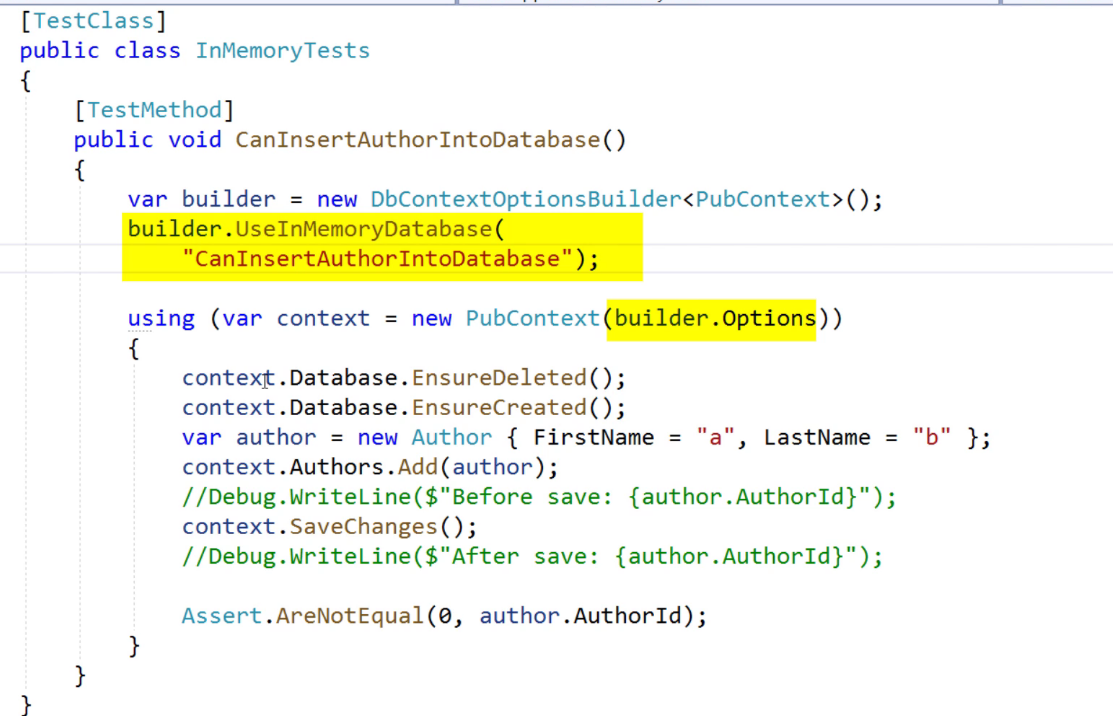 [TestClass]
public class InMemoryTests
{
[TestMethod]
public void CanInsertAuthorIntoDatabase()
{
var builder = new DbContextOptionsBuilder<PubContext>();
builder.UseInMemoryDatabase(
"CanInsertAuthorIntoDatabase");
using (var context = new PubContext(builder.Options))
{
context.Database.EnsureDeleted();
context.Database.EnsureCreated();
var author = new Author { FirstName = "a", LastName = "b" };
context.Authors.Add(author);
//Debug.WriteLine($"Before save: {author.AuthorId}");
context.SaveChanges();
//Debug.WriteLine($"After save: {author.AuthorId}");
Assert.AreNotEqual(0, author.AuthorId);
}
}
}